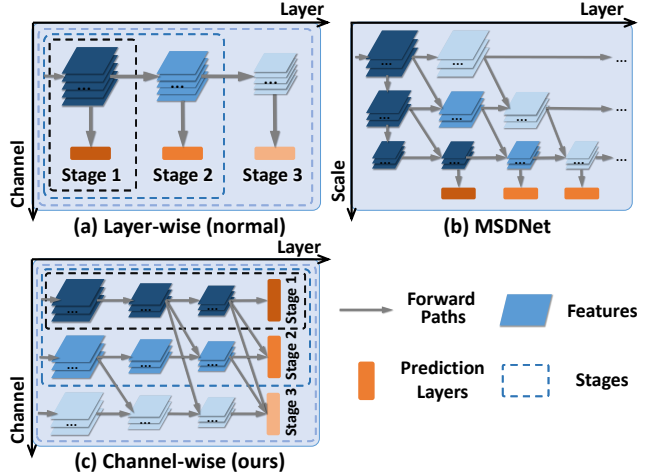 Layer
Channel
...
...
...
Stage 1
Stage 2
Stage 3
(a) Layer-wise (normal)
Layer
Scale
...
...
...
...
...
...
...
...
...
...
...
...
(b) MSDNet
Layer
Channel
...
...
...
Stage 1
...
...
...
Stage 2
...
...
...
Stage 3
(c) Channel-wise (ours)
Forward
Paths
Features
Prediction
Layers
Stages